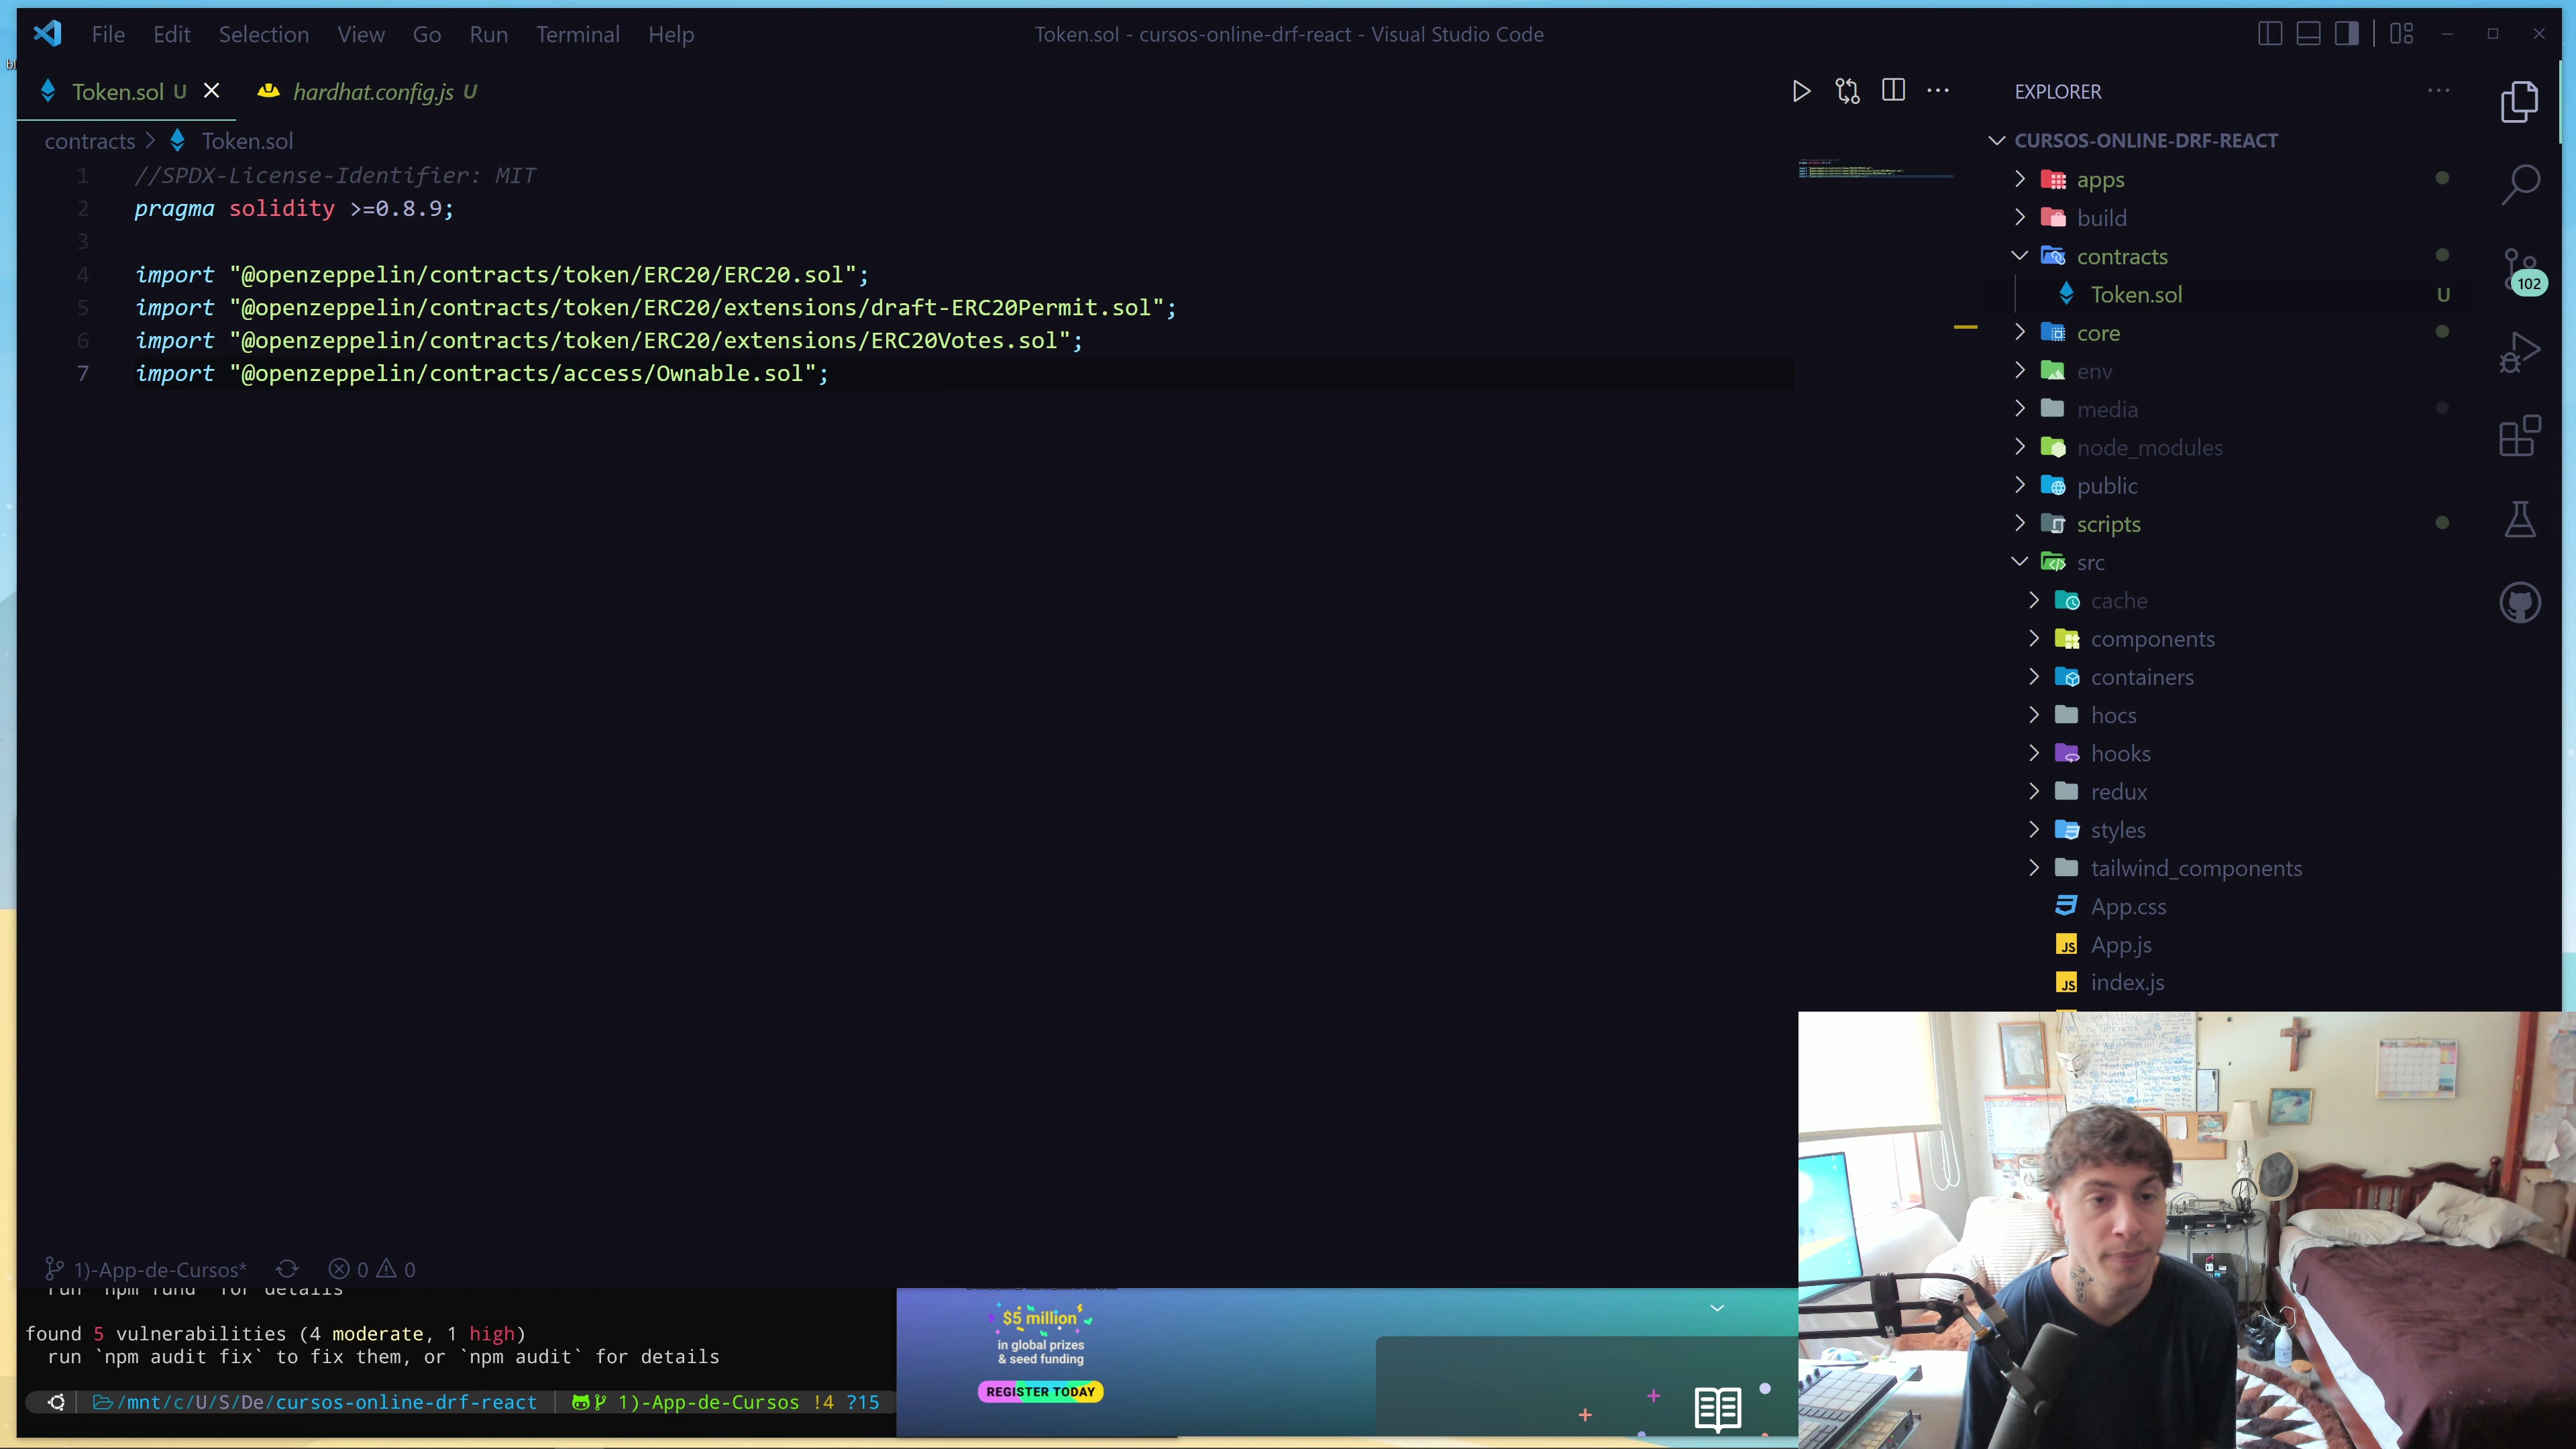 File Edit Selection View Go Run Terminal Help
Token.sol - cursos-online-drf-react - Visual Studio Code
Token.sol U
hardhat.config.js U
contracts > Token.sol
1 //SPDX-License-Identifier: MIT
2 pragma solidity >=0.8.9;
3
4 import "@openzeppelin/contracts/token/ERC20/ERC20.sol";
5 import "@openzeppelin/contracts/token/ERC20/extensions/draft-ERC20Permit.sol";
6 import "@openzeppelin/contracts/token/ERC20/extensions/ERC20Votes.sol";
7 import "@openzeppelin/contracts/access/Ownable.sol";
EXPLORER
CURSOS-ONLINE-DRF-REACT
apps
build
contracts
Token.sol U
core
env
media
node_modules
public
scripts
src
cache
components
containers
hocs
hooks
redux
styles
tailwind_components
App.css
JS App.js
JS index.js
102
1)-App-de-Cursos* 0 0
run `npm fund` for details
found 5 vulnerabilities (4 moderate, 1 high)
run `npm audit fix` to fix them, or `npm audit` for details
/mnt/c/U/S/De/cursos-online-drf-react 1)-App-de-Cursos !4 ?15
$5 million
in global prizes
& seed funding
REGISTER TODAY